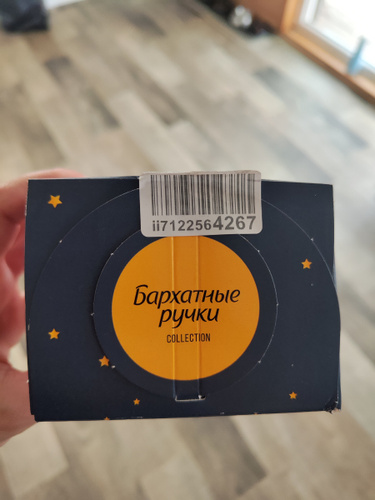 ii7122564267
Бархатные
ручки
COLLECTION